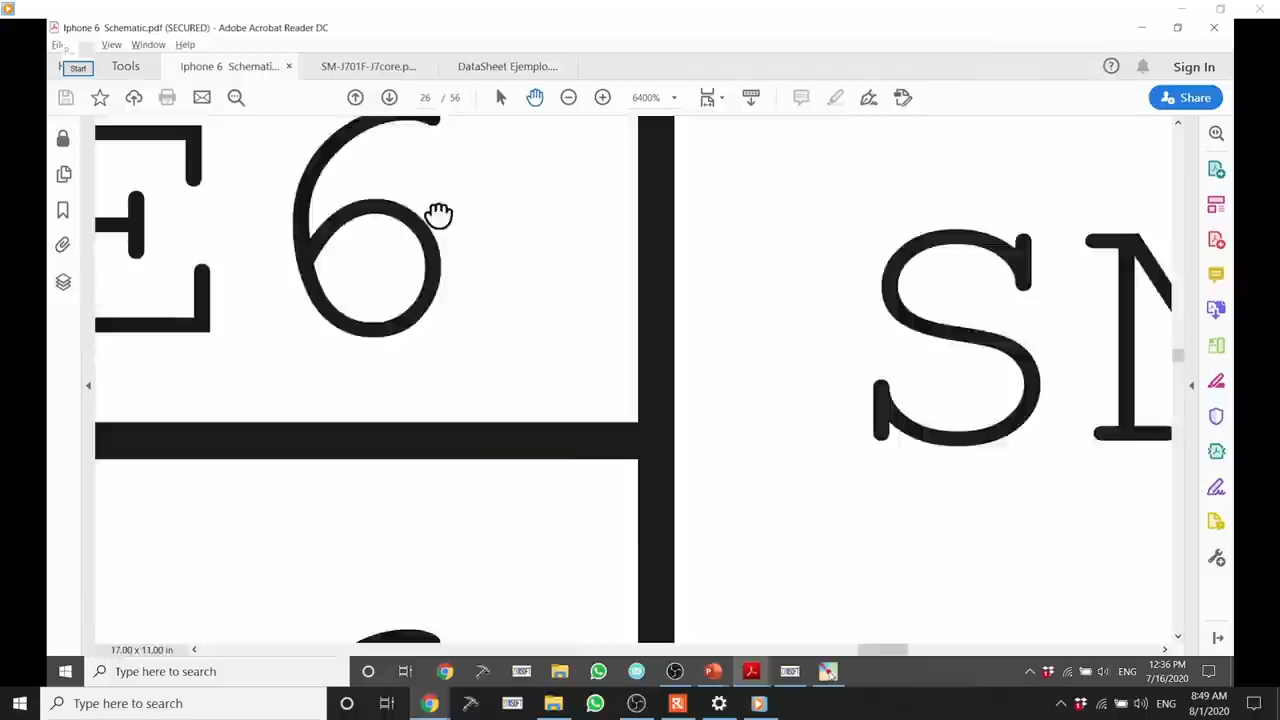 Iphone 6 Schematic.pdf (SECURED) - Adobe Acrobat Reader DC
View Window Help
Start
Tools Iphone 6 Schemati... × SM-J701F-J7core.p... DataSheet Ejemplo.... Sign In
26 / 56 6400% Share
E 6
S
17.00 x 11.00 in
Type here to search UNISOFT ENG 12:36 PM
7/16/2020
Type here to search ENG 8:49 AM
8/1/2020